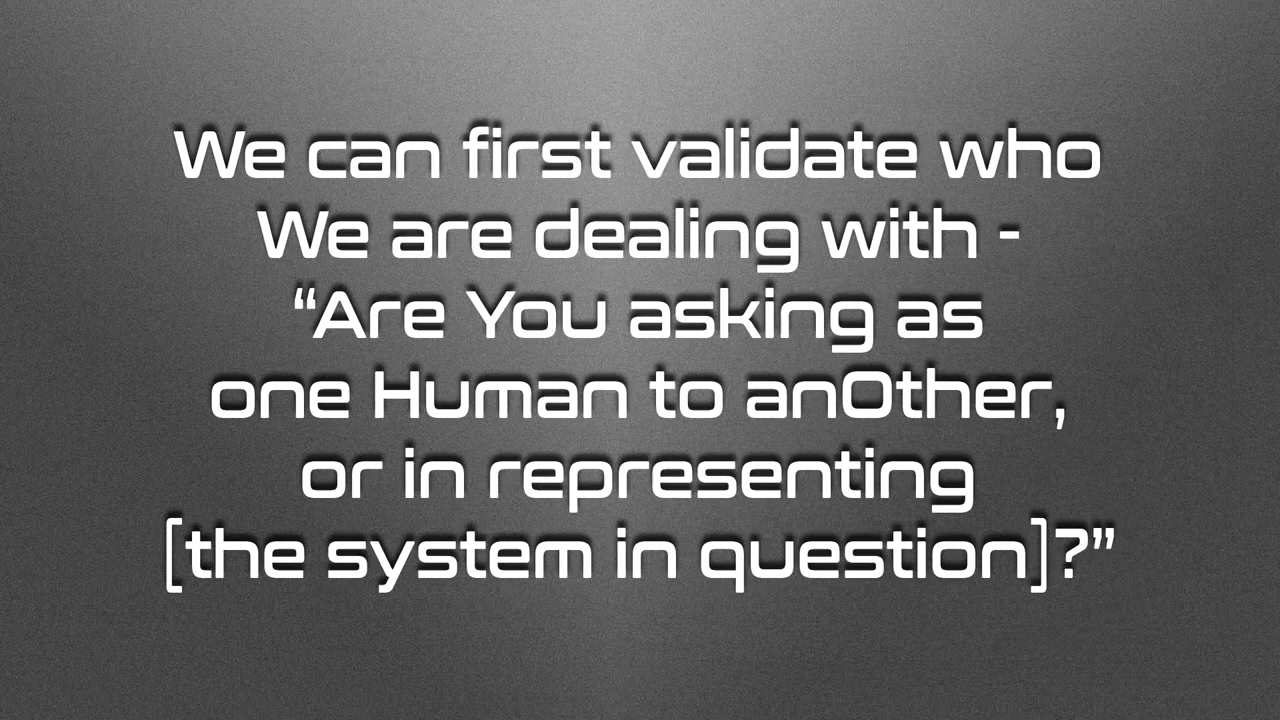 We can first validate who
We are dealing with -
“Are You asking as
one Human to anOther,
or in representing
[the system in question]?”